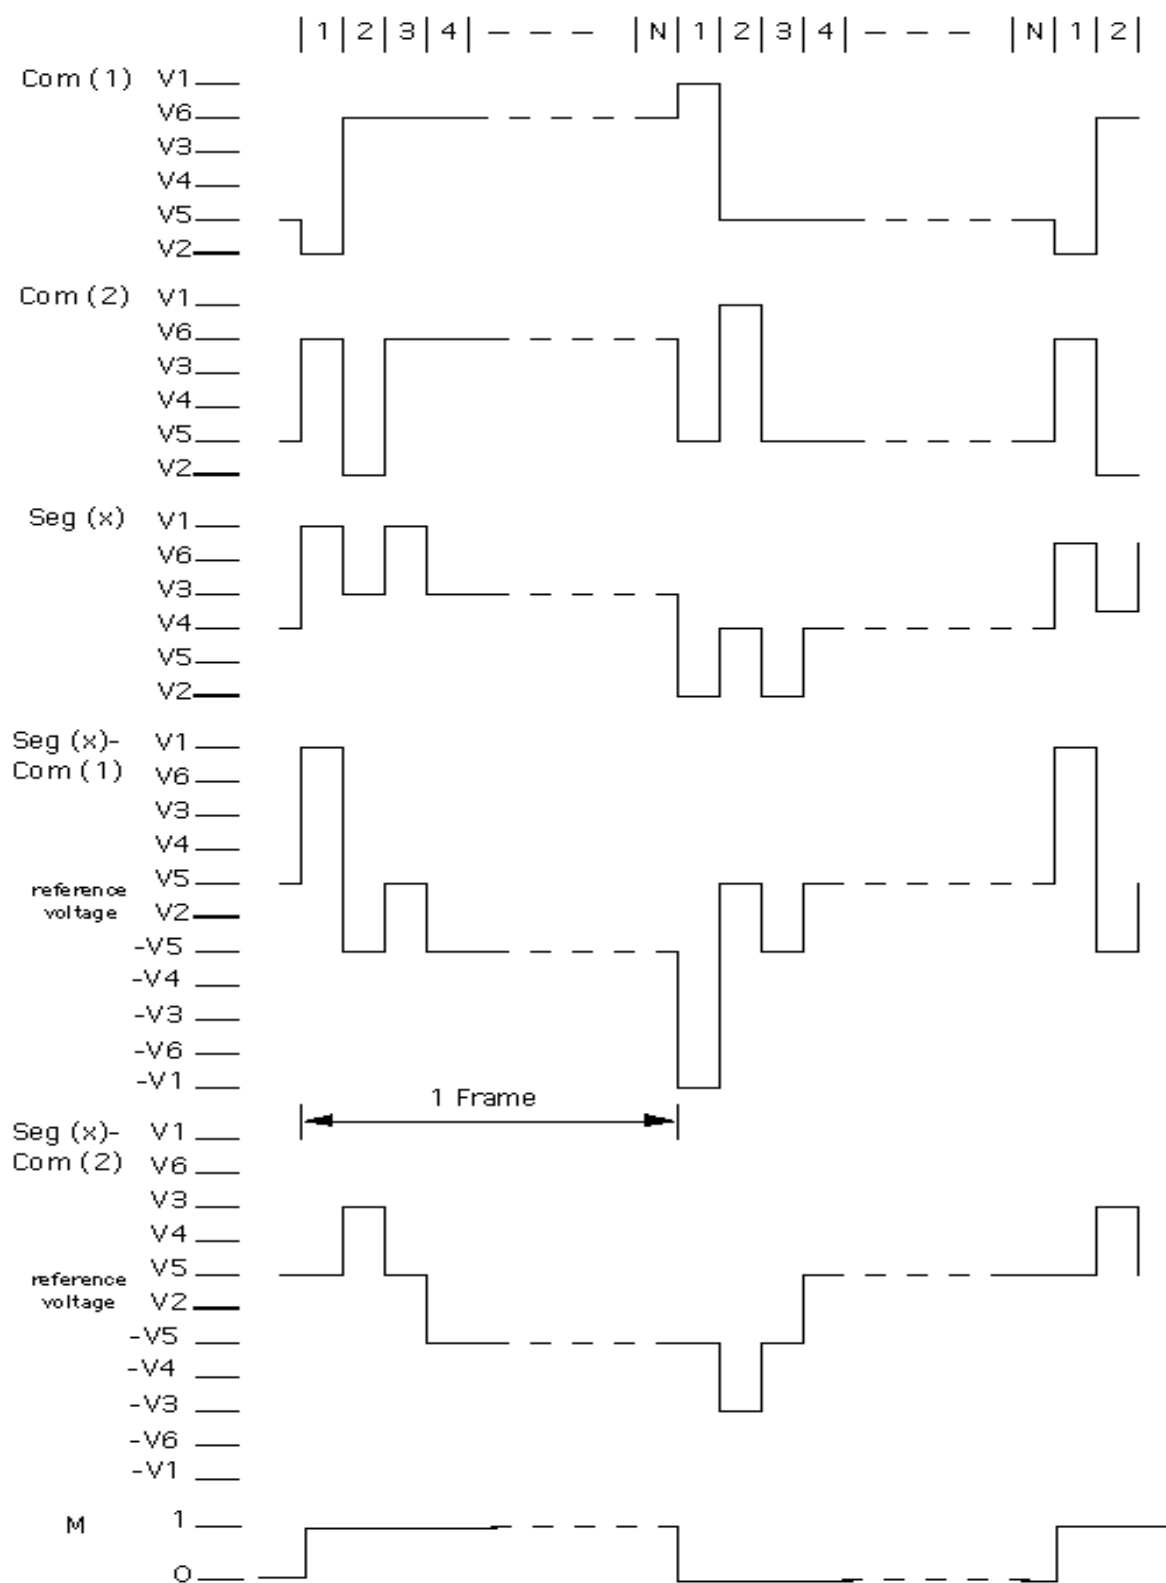 1 2 3 4 N 1 2 3 4 N 1 2
Com (1) V1
V6
V3
V4
V5
V2
Com (2) V1
V6
V3
V4
V5
V2
Seg (x) V1
V6
V3
V4
V5
V2
Seg (x)- V1
Com (1) V6
V3
V4
V5
reference
voltage V2
-V5
-V4
-V3
-V6
-V1
1 Frame
Seg (x)- V1
Com (2) V6
V3
V4
V5
reference
voltage V2
-V5
-V4
-V3
-V6
-V1
M 1
0